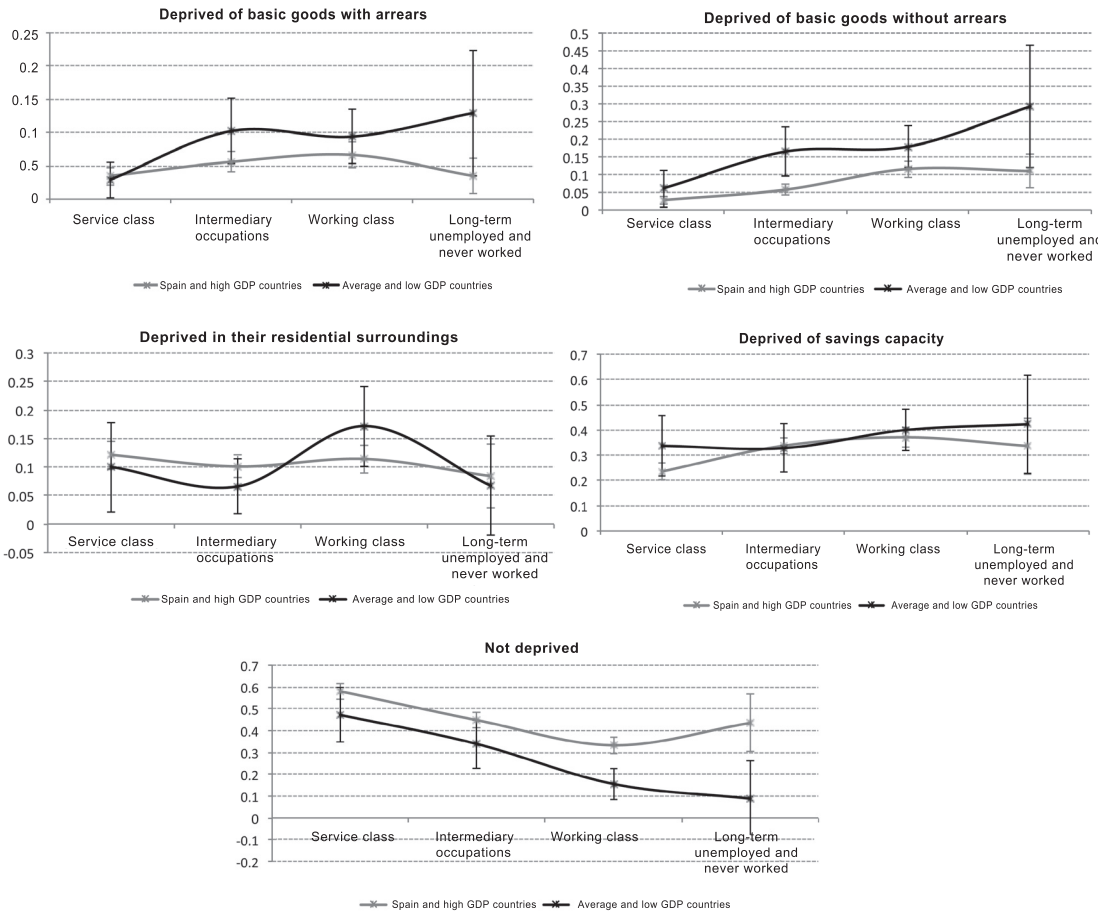 Deprived of basic goods with arrears
0.25
0.2
0.15
0.1
0.5
0
Service class
Intermediary
occupations
Working class
Long-term
unemployed and
never worked
Spain and high GDP countries
Average and low GDP countries
Deprived of basic goods without arrears
0.5
0.45
0.4
0.35
0.3
0.25
0.2
0.15
0.1
0.05
0
Service class
Intermediary
occupations
Working class
Long-term
unemployed and
never worked
Spain and high GDP countries
Average and low GDP countries
Deprived in their residential surroundings
0.3
0.25
0.2
0.15
0.1
0.05
0
-0.05
Service class
Intermediary
occupations
Working class
Long-term
unemployed and
never worked
Spain and high GDP countries
Average and low GDP countries
Deprived of savings capacity
0.7
0.6
0.5
0.4
0.3
0.2
0.1
0
Service class
Intermediary
occupations
Working class
Long-term
unemployed and
never worked
Spain and high GDP countries
Average and low GDP countries
Not deprived
0.7
0.6
0.5
0.4
0.3
0.2
0.1
0
-0.1
-0.2
Service class
Intermediary
occupations
Working class
Long-term
unemployed and
never worked
Spain and high GDP countries
Average and low GDP countries